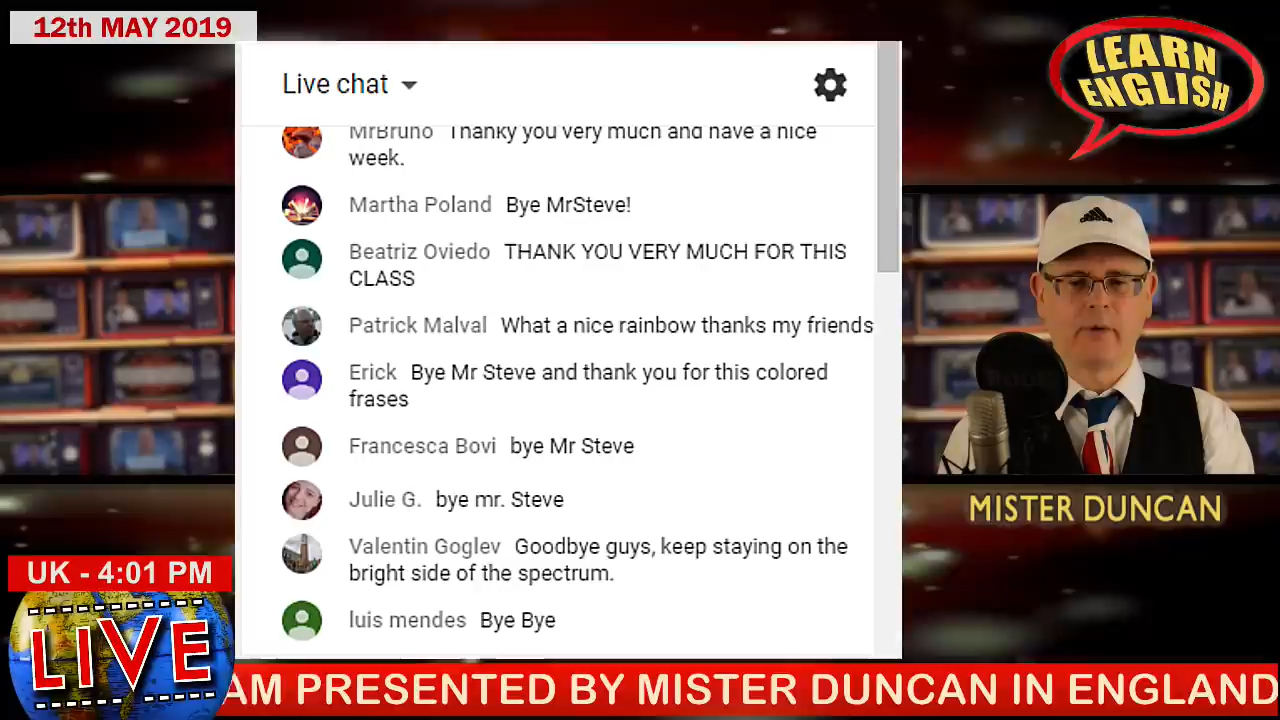 12th MAY 2019
LEARN
ENGLISH
Live chat
MrBruno Thanky you very much and have a nice
week.
Martha Poland Bye MrSteve!
Beatriz Oviedo THANK YOU VERY MUCH FOR THIS
CLASS
Patrick Malval What a nice rainbow thanks my friends
Erick Bye Mr Steve and thank you for this colored
frases
Francesca Bovi bye Mr Steve
Julie G. bye mr. Steve
Valentin Goglev Goodbye guys, keep staying on the
bright side of the spectrum.
luis mendes Bye Bye
MISTER DUNCAN
UK - 4:01 PM
LIVE
AM PRESENTED BY MISTER DUNCAN IN ENGLAND